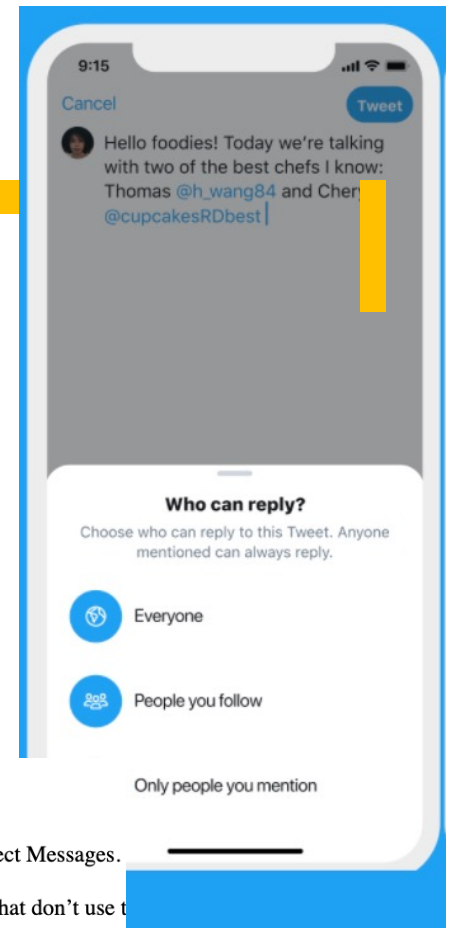 9:15
Cancel
Tweet
Hello foodies! Today we're talking
with two of the best chefs I know:
Thomas @h_wang84 and Cher
@cupcakesRDbest
Who can reply?
Choose who can reply to this Tweet. Anyone
mentioned can always reply.
Everyone
People you follow
Only people you mention
ect Messages.
hat don't use t